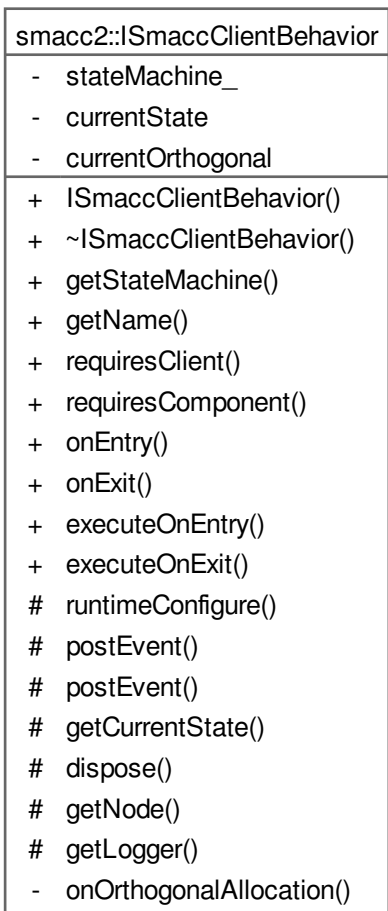 smacc2::ISmaccClientBehavior
- stateMachine_
- currentState
- currentOrthogonal
+ ISmaccClientBehavior()
+ ~ISmaccClientBehavior()
+ getStateMachine()
+ getName()
+ requiresClient()
+ requiresComponent()
+ onEntry()
+ onExit()
+ executeOnEntry()
+ executeOnExit()
# runtimeConfigure()
# postEvent()
# postEvent()
# getCurrentState()
# dispose()
# getNode()
# getLogger()
- onOrthogonalAllocation()